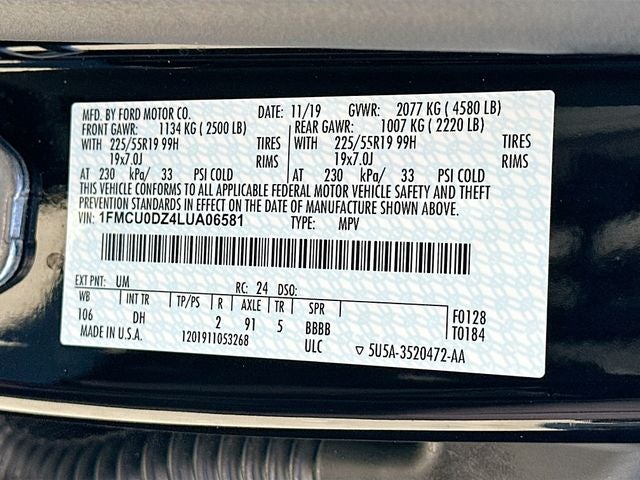 MFD. BY FORD MOTOR CO. DATE: 11/19 GVWR: 2077 KG ( 4580 LB)
FRONT GAWR: 1134 KG ( 2500 LB) REAR GAWR: 1007 KG ( 2220 LB)
WITH 225/55R19 99H TIRES WITH 225/55R19 99H TIRES
19x7.0J RIMS 19x7.0J RIMS
AT 230 kPa/ 33 PSI COLD AT 230 kPa/ 33 PSI COLD
THIS VEHICLE CONFORMS TO ALL APPLICABLE FEDERAL MOTOR VEHICLE SAFETY AND THEFT
PREVENTION STANDARDS IN EFFECT ON THE DATE OF MANUFACTURE SHOWN ABOVE.
VIN: 1FMCU0DZ4LUA06581 TYPE: MPV
EXT PNT: UM RC: 24 DSO:
WB INT TR TP/PS R AXLE TR SPR F0128
106 DH 2 91 5 BBBB T0184
MADE IN U.S.A. 1201911053268 ULC ▽ 5U5A-3520472-AA